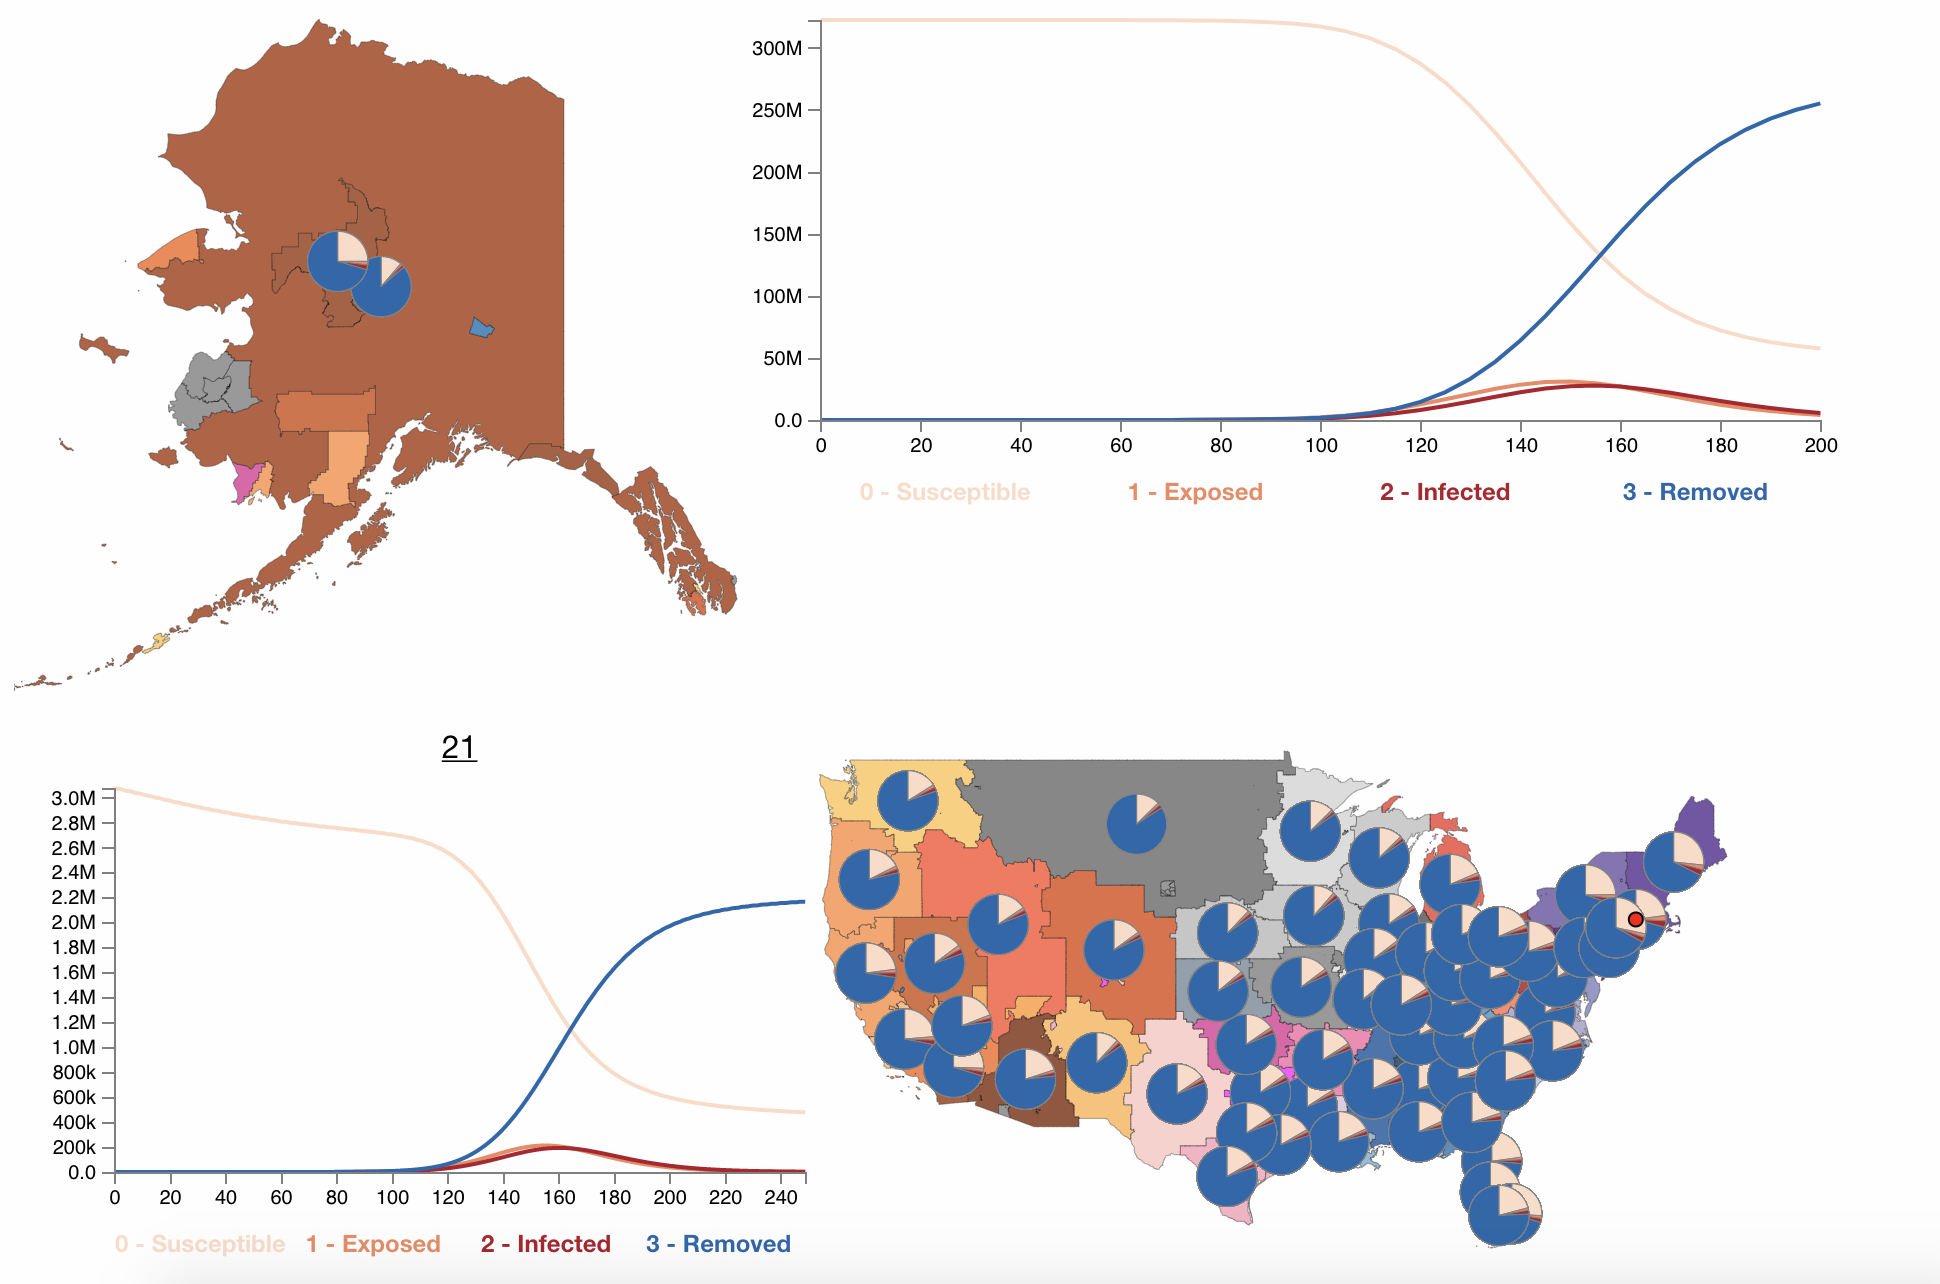 300M
250M
200M
150M
100M
50M
0.0
0 20 40 60 80 100 120 140 160 180 200
0 - Susceptible 1 - Exposed 2 - Infected 3 - Removed
21
3.0M
2.8M
2.6M
2.4M
2.2M
2.0M
1.8M
1.6M
1.4M
1.2M
1.0M
800k
600k
400k
200k
0.0
0 20 40 60 80 100 120 140 160 180 200 220 240
0 - Susceptible 1 - Exposed 2 - Infected 3 - Removed